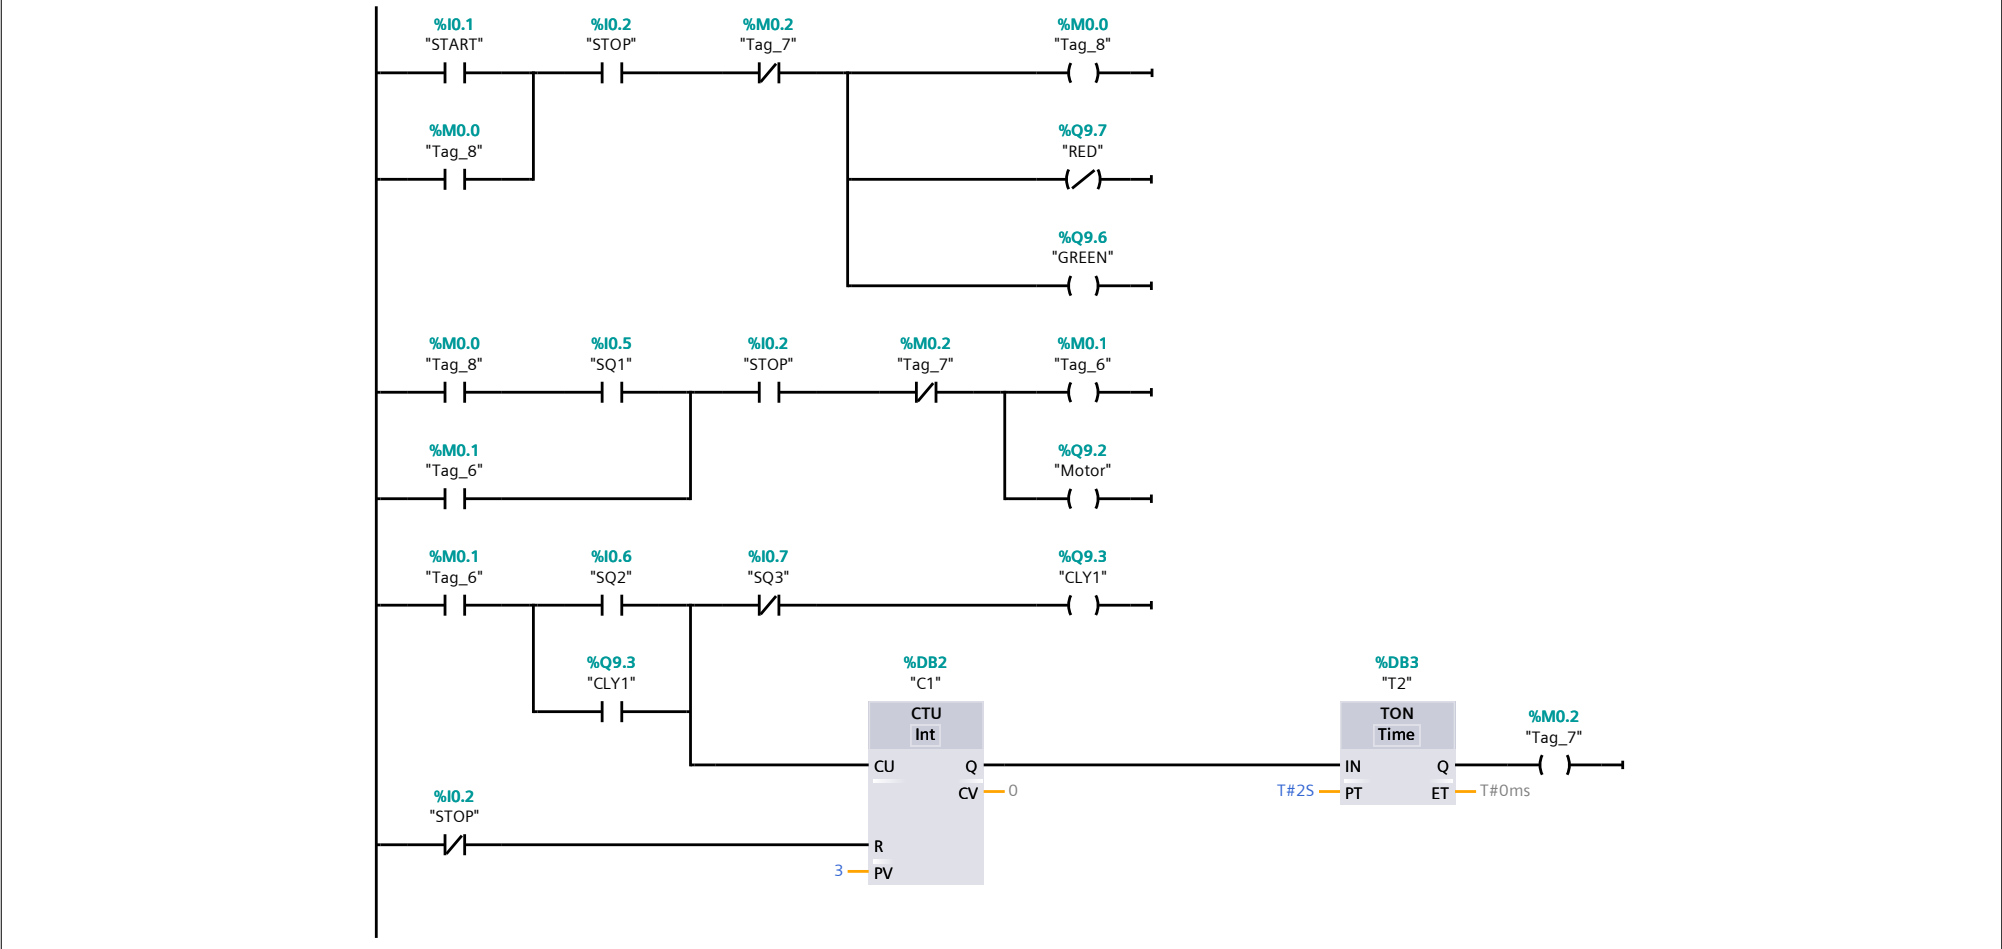 %I0.1 %I0.2 %M0.2 %M0.0
"START" "STOP" "Tag_7" "Tag_8"
%M0.0 %Q9.7
"Tag_8" "RED"
%Q9.6
"GREEN"
%M0.0 %I0.5 %I0.2 %M0.2 %M0.1
"Tag_8" "SQ1" "STOP" "Tag_7" "Tag_6"
%M0.1 %Q9.2
"Tag_6" "Motor"
%M0.1 %I0.6 %I0.7 %Q9.3
"Tag_6" "SQ2" "SQ3" "CLY1"
%Q9.3 %DB2 %DB3
"CLY1" "C1" "T2"
CTU TON %M0.2
Int Time "Tag_7"
CU Q IN Q
CV 0 T#2S PT ET T#0ms
%I0.2
"STOP"
R
3 PV